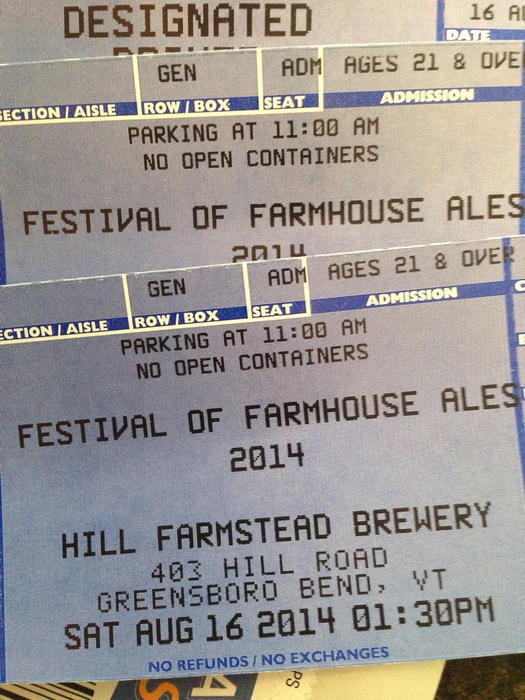 DESIGNATED
16 A
DATE
GEN ADM AGES 21 & OVE
SECTION / AISLE ROW / BOX SEAT ADMISSION
PARKING AT 11:00 AM
NO OPEN CONTAINERS
FESTIVAL OF FARMHOUSE ALES
2014
GEN ADM AGES 21 & OVER
ECTION / AISLE ROW / BOX SEAT ADMISSION
PARKING AT 11:00 AM
NO OPEN CONTAINERS
FESTIVAL OF FARMHOUSE ALES
2014
HILL FARMSTEAD BREWERY
403 HILL ROAD
GREENSBORO BEND, VT
SAT AUG 16 2014 01:30PM
NO REFUNDS / NO EXCHANGES